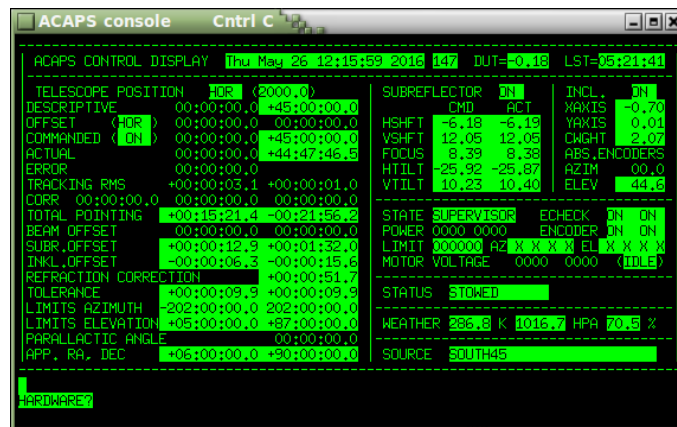 ACAPS console Cntrl C
ACAPS CONTROL DISPLAY Thu May 26 12:15:59 2016 147 DUT=-0.18 LST=05:21:41
TELESCOPE POSITION HOR (2000.0)
DESCRIPTIVE 00:00:00.0 +45:00:00.0
OFFSET (HOR ) 00:00:00.0 00:00:00.0
COMMANDED ( ON ) 00:00:00.0 +45:00:00.0
ACTUAL 00:00:00.0 +44:47:46.5
ERROR 00:00:00.0
TRACKING RMS +00:00:03.1 +00:00:01.0
CORR 00:00:00.0 00:00:00.0 00:00:00.0
TOTAL POINTING +00:15:21.4 -00:21:56.2
BEAM OFFSET 00:00:00.0 00:00:00.0
SUBR.OFFSET +00:00:12.9 +00:01:32.0
INKL.OFFSET -00:00:06.3 -00:00:15.6
REFRACTION CORRECTION +00:00:51.7
TOLERANCE +00:00:09.9 +00:00:09.9
LIMITS AZIMUTH -202:00:00.0 202:00:00.0
LIMITS ELEVATION +05:00:00.0 +87:00:00.0
PARALLACTIC ANGLE 00:00:00.0
APP. RA, DEC +06:00:00.0 +90:00:00.0
SUBREFLECTOR ON
CMD ACT
HSHFT -6.18 -6.19
VSHFT 12.05 12.05
FOCUS 8.39 8.38
HTILT -25.92 -25.87
VTILT 10.23 10.40
INCL. ON
XAXIS -0.70
YAXIS 0.01
CWGHT 2.07
ABS.ENCODERS
AZIM 00.0
ELEV 44.6
STATE SUPERVISOR ECHECK ON ON
POWER 0000 0000 ENCODER ON ON
LIMIT 000000 AZ X X X X EL X X X X
MOTOR VOLTAGE 0000 0000 (IDLE)
STATUS STOWED
WEATHER 286.8 K 1016.7 HPA 70.5 %
SOURCE SOUTH45
HARDWARE?